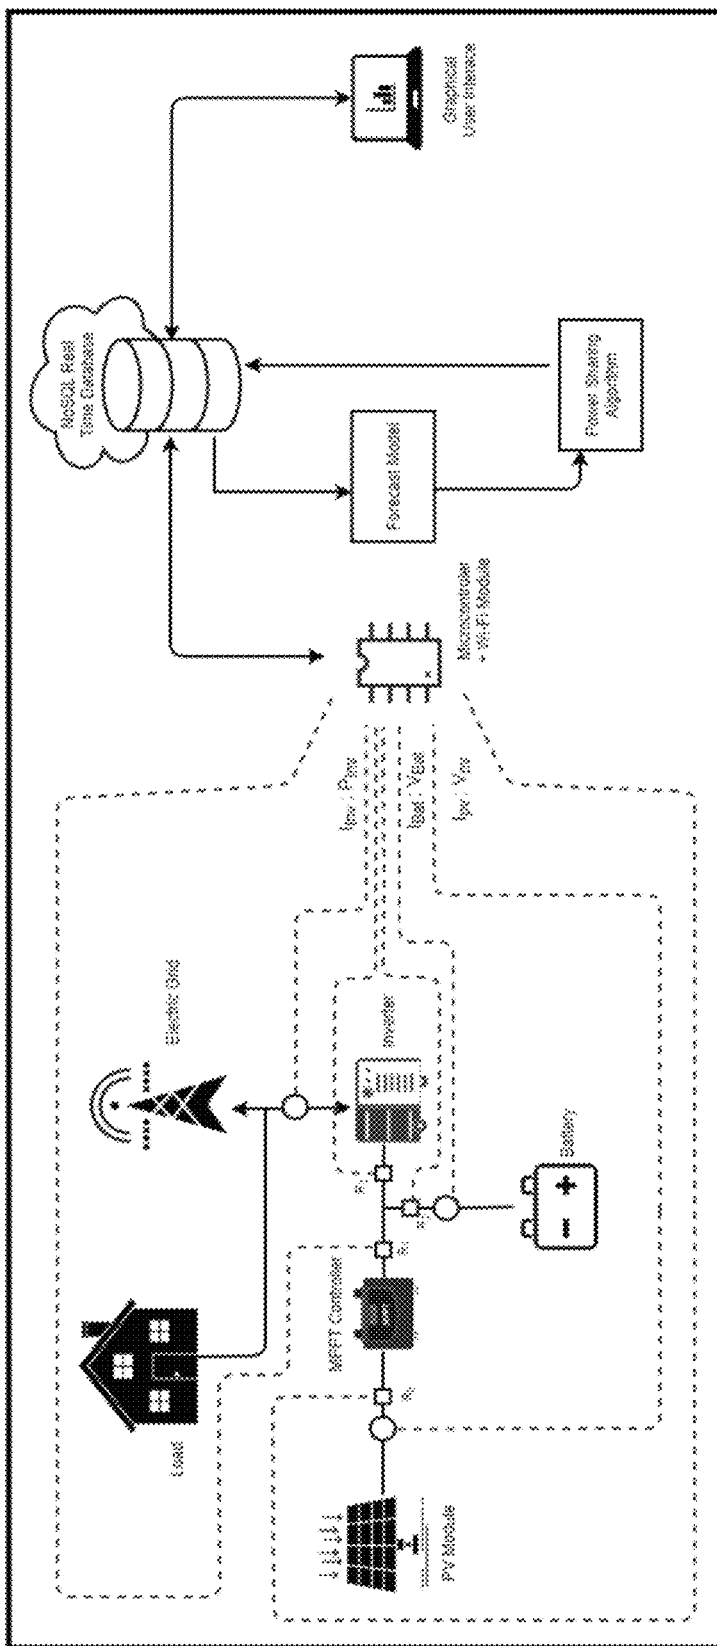 NoSQL Real
Time Database
Graphical
User Interace
Forecast Model
Power Sharing
Algorithm
Microcontroller
+ Wi-Fi Module
Electric Grid
Inverter
Load
MPPT Controller
PV Module
Battery